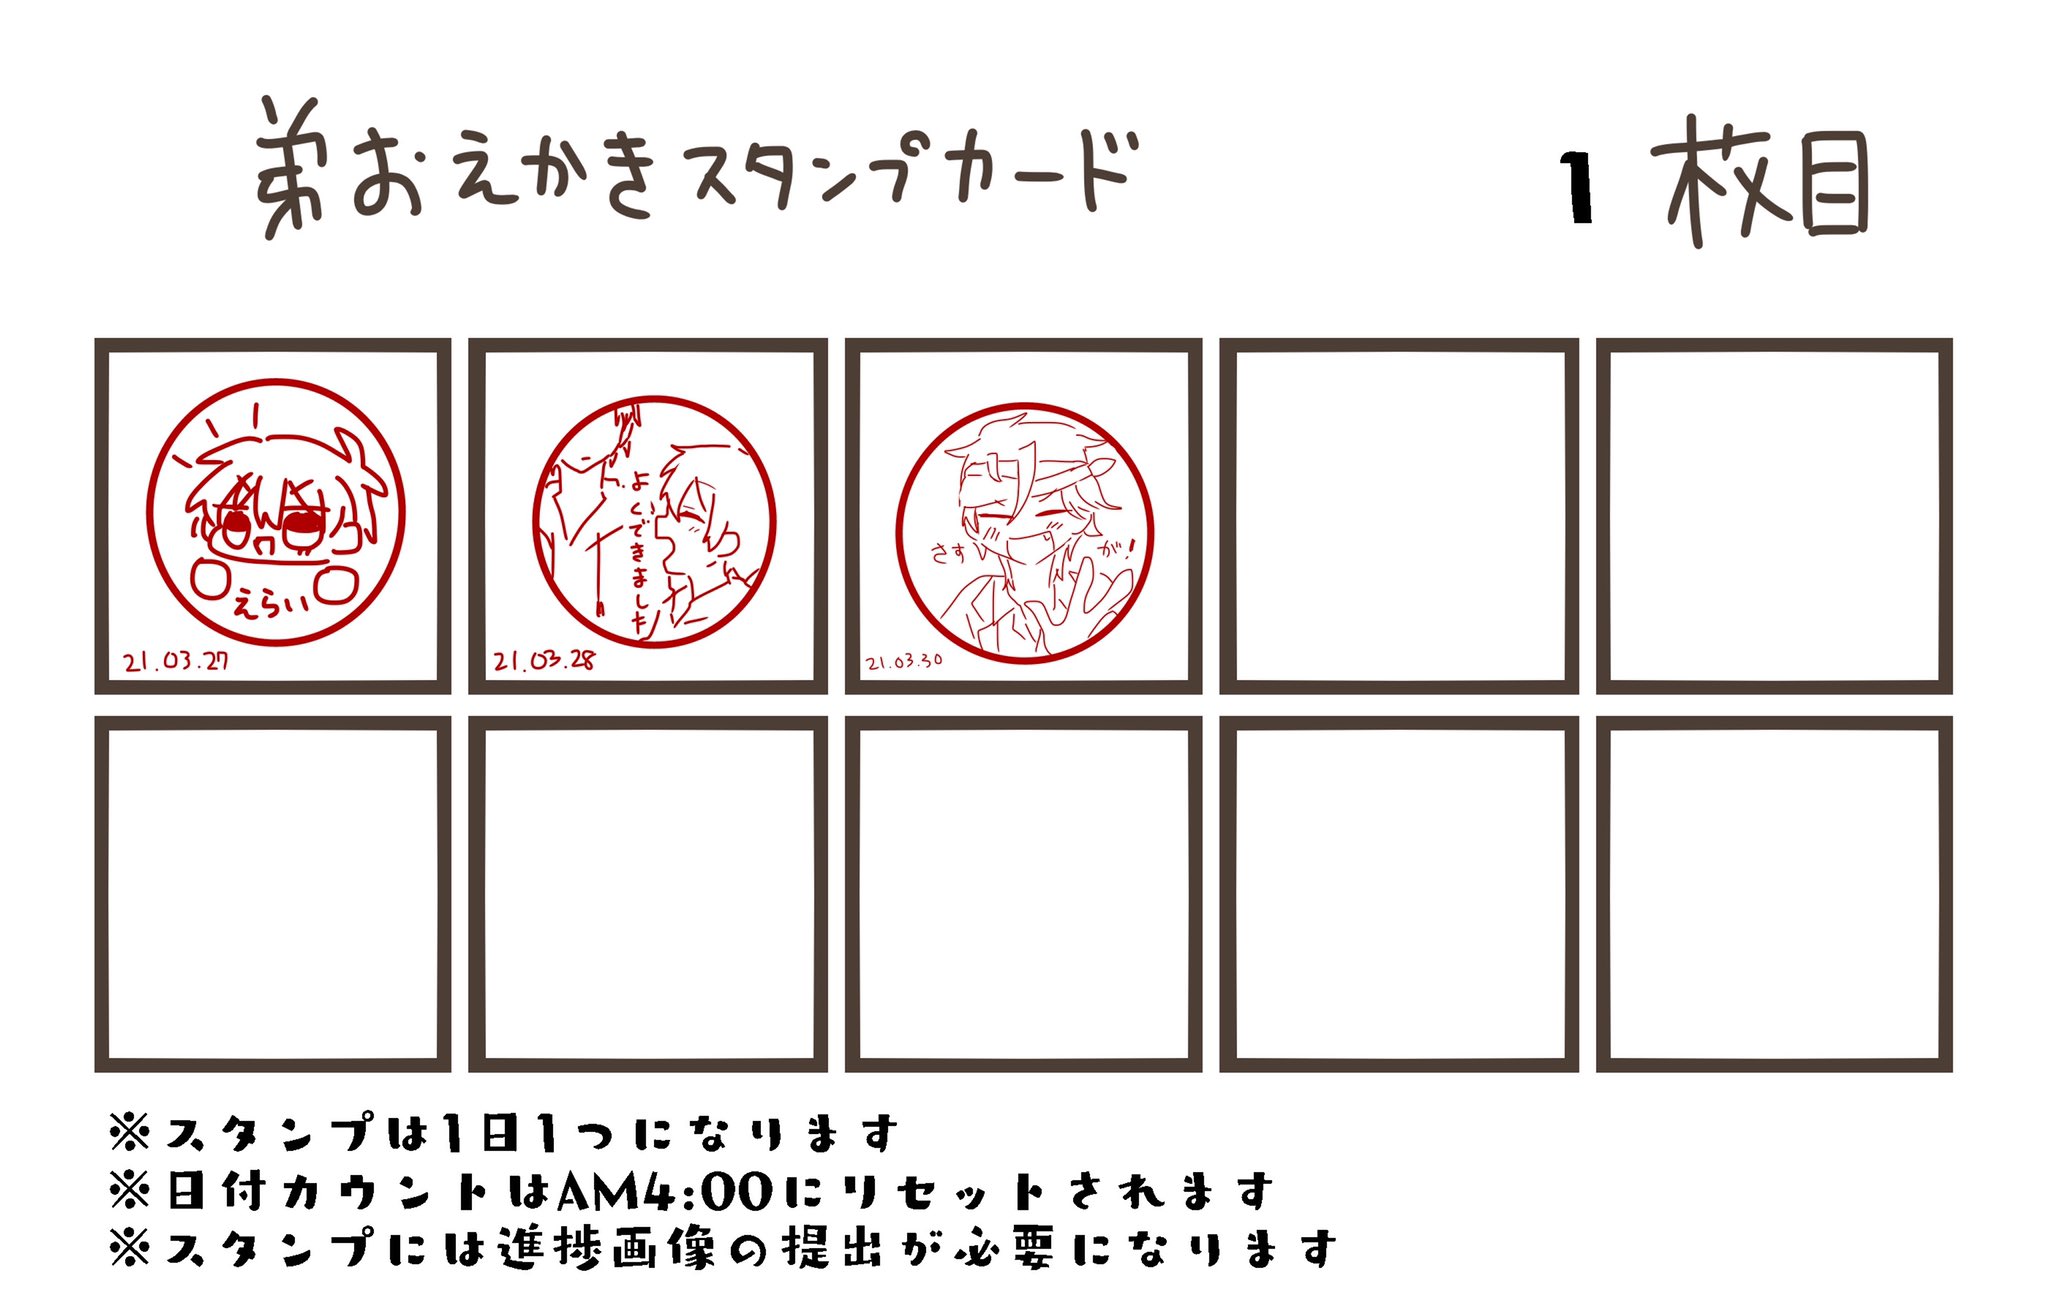 弟おえかきスタンプカード
1 枚目
えらい
21.03.27
よくできました
21.03.28
さすが!
21.03.30
※スタンプは1日1つになります
※日付カウントはAM4:00にリセットされます
※スタンプには進捗画像の提出が必要になります